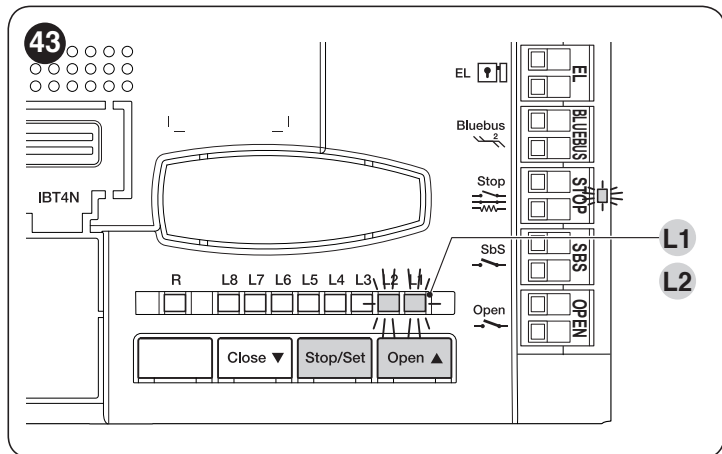 43
EL
EL
Bluebus
2
BLUEBUS
IBT4N
Stop
STOP
SbS
SBS
L1
L2
R L8 L7 L6 L5 L4 L3 L2 L1
Open
OPEN
Close ▼ Stop/Set Open ▲